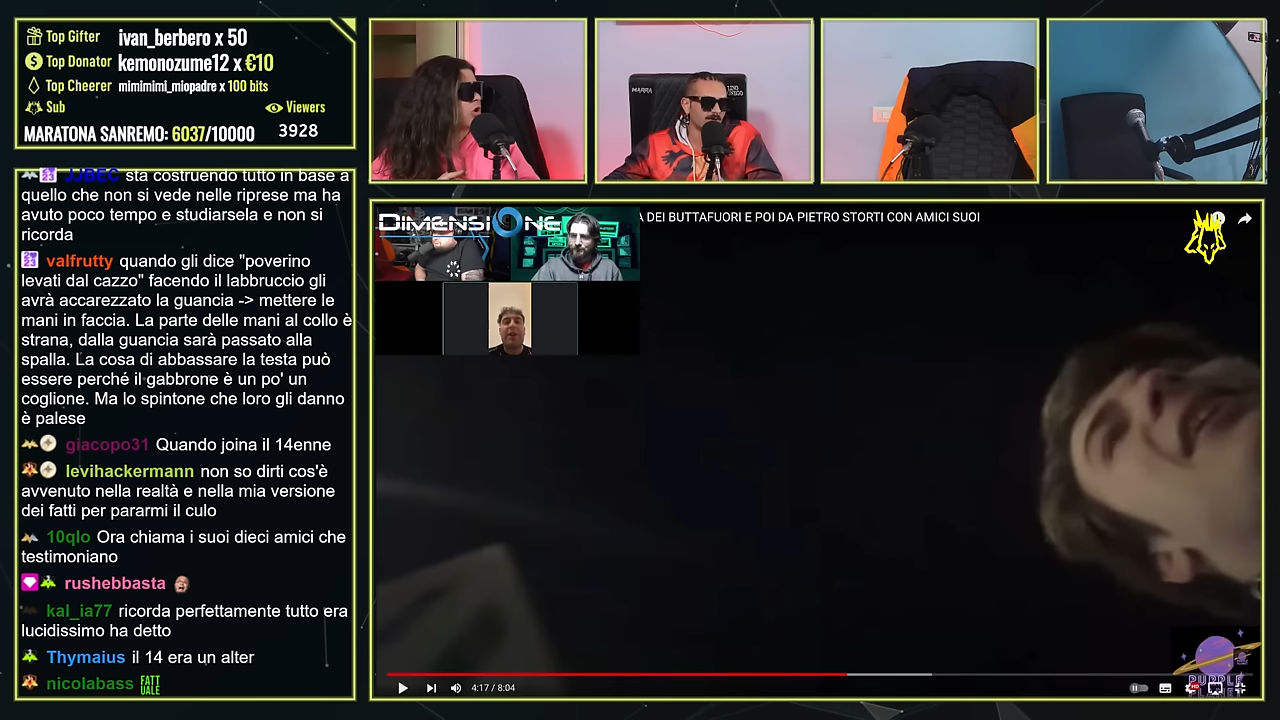 Top Gifter ivan_berbero x 50
Top Donator kemonozume12 x €10
Top Cheerer mimimimi_miopadre x 100 bits
Sub
Viewers
MARATONA SANREMO: 6037/10000
3928
JJBEC sta costruendo tutto in base a
quello che non si vede nelle riprese ma ha
avuto poco tempo e studiarsela e non si
ricorda
valfrutty quando gli dice "poverino
levati dal cazzo" facendo il labbruccio gli
avrà accarezzato la guancia -> mettere le
mani in faccia. La parte delle mani al collo è
strana, dalla guancia sarà passato alla
spalla. La cosa di abbassare la testa può
essere perché il gabbrone è un po' un
coglione. Ma lo spintone che loro gli danno
è palese
giacopo31 Quando joina il 14enne
levihackermann non so dirti cos'è
avvenuto nella realtà e nella mia versione
dei fatti per pararmi il culo
10qlo Ora chiama i suoi dieci amici che
testimoniano
rushebbasta
kal_ia77 ricorda perfettamente tutto era
lucidissimo ha detto
Thymaius il 14 era un alter
nicolabass FATT
UALE
MARRA
DIMENSIONE
A DEI BUTTAFUORI E POI DA PIETRO STORTI CON AMICI SUOI
4:17 / 8:04
HD
PURPLE
PLANET